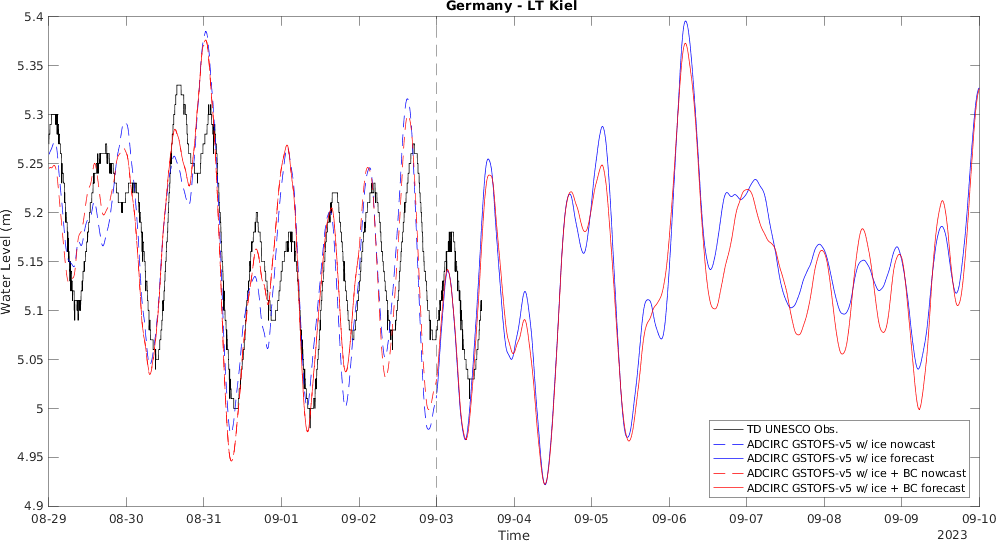 Germany - LT Kiel
Water Level (m)
5.4
5.35
5.3
5.25
5.2
5.15
5.1
5.05
5
4.95
4.9
TD UNESCO Obs.
ADCIRC GSTOFS-v5 w/ ice nowcast
ADCIRC GSTOFS-v5 w/ ice forecast
ADCIRC GSTOFS-v5 w/ ice + BC nowcast
ADCIRC GSTOFS-v5 w/ ice + BC forecast
08-29 08-30 08-31 09-01 09-02 09-03 09-04 09-05 09-06 09-07 09-08 09-09 09-10
Time
2023